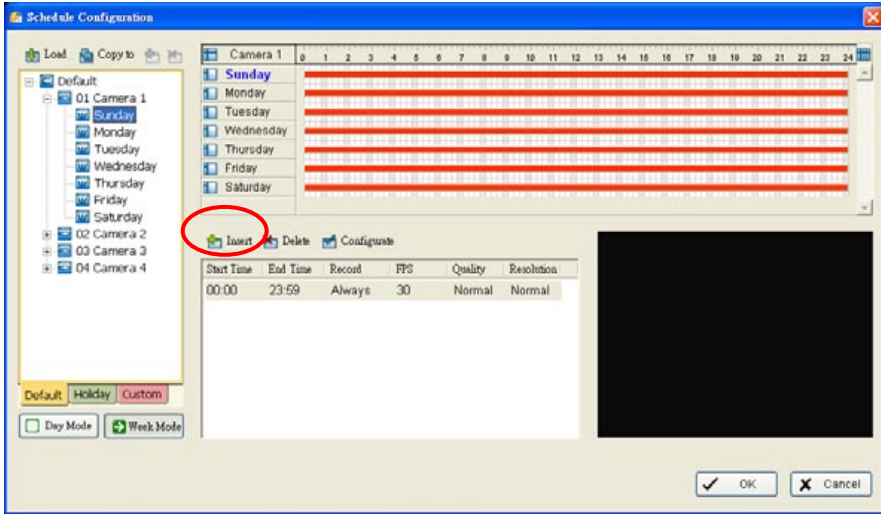 Schedule Configuration
Load Copy to
Default
01 Camera 1
Sunday
Monday
Tuesday
Wednesday
Thursday
Friday
Saturday
02 Camera 2
03 Camera 3
04 Camera 4
Default Holiday Custom
Day Mode Week Mode
Camera 1 0 1 2 3 4 5 6 7 8 9 10 11 12 13 14 15 16 17 18 19 20 21 22 23 24
Sunday
Monday
Tuesday
Wednesday
Thursday
Friday
Saturday
Insert Delete Configurate
Start Time End Time Record FPS Quality Resolution
00:00 23:59 Always 30 Normal Normal
OK Cancel